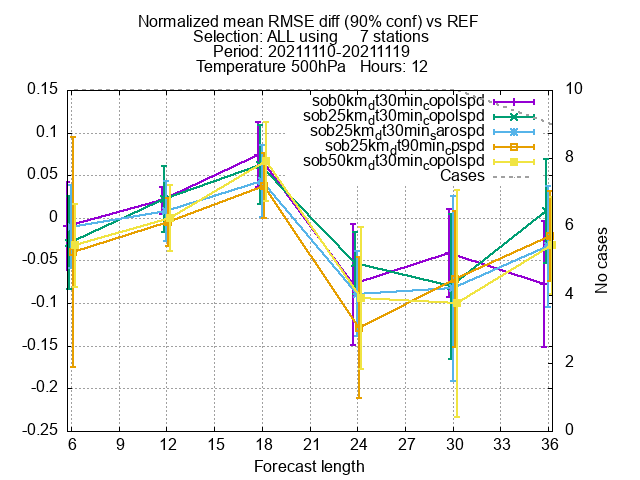 Normalized mean RMSE diff (90% conf) vs REF
Selection: ALL using 7 stations
Period: 20211110-20211119
Temperature 500hPa Hours: 12
0.15
0.1
0.05
0
-0.05
-0.1
-0.15
-0.2
-0.25
10
8
6
4
2
0
No cases
sob0km_dt30min_copolspd
sob25km_dt30min_copolspd
sob25km_dt30min_sarospd
sob25km_dt90min_cpspd
sob50km_dt30min_copolspd
Cases
6 9 12 15 18 21 24 27 30 33 36
Forecast length